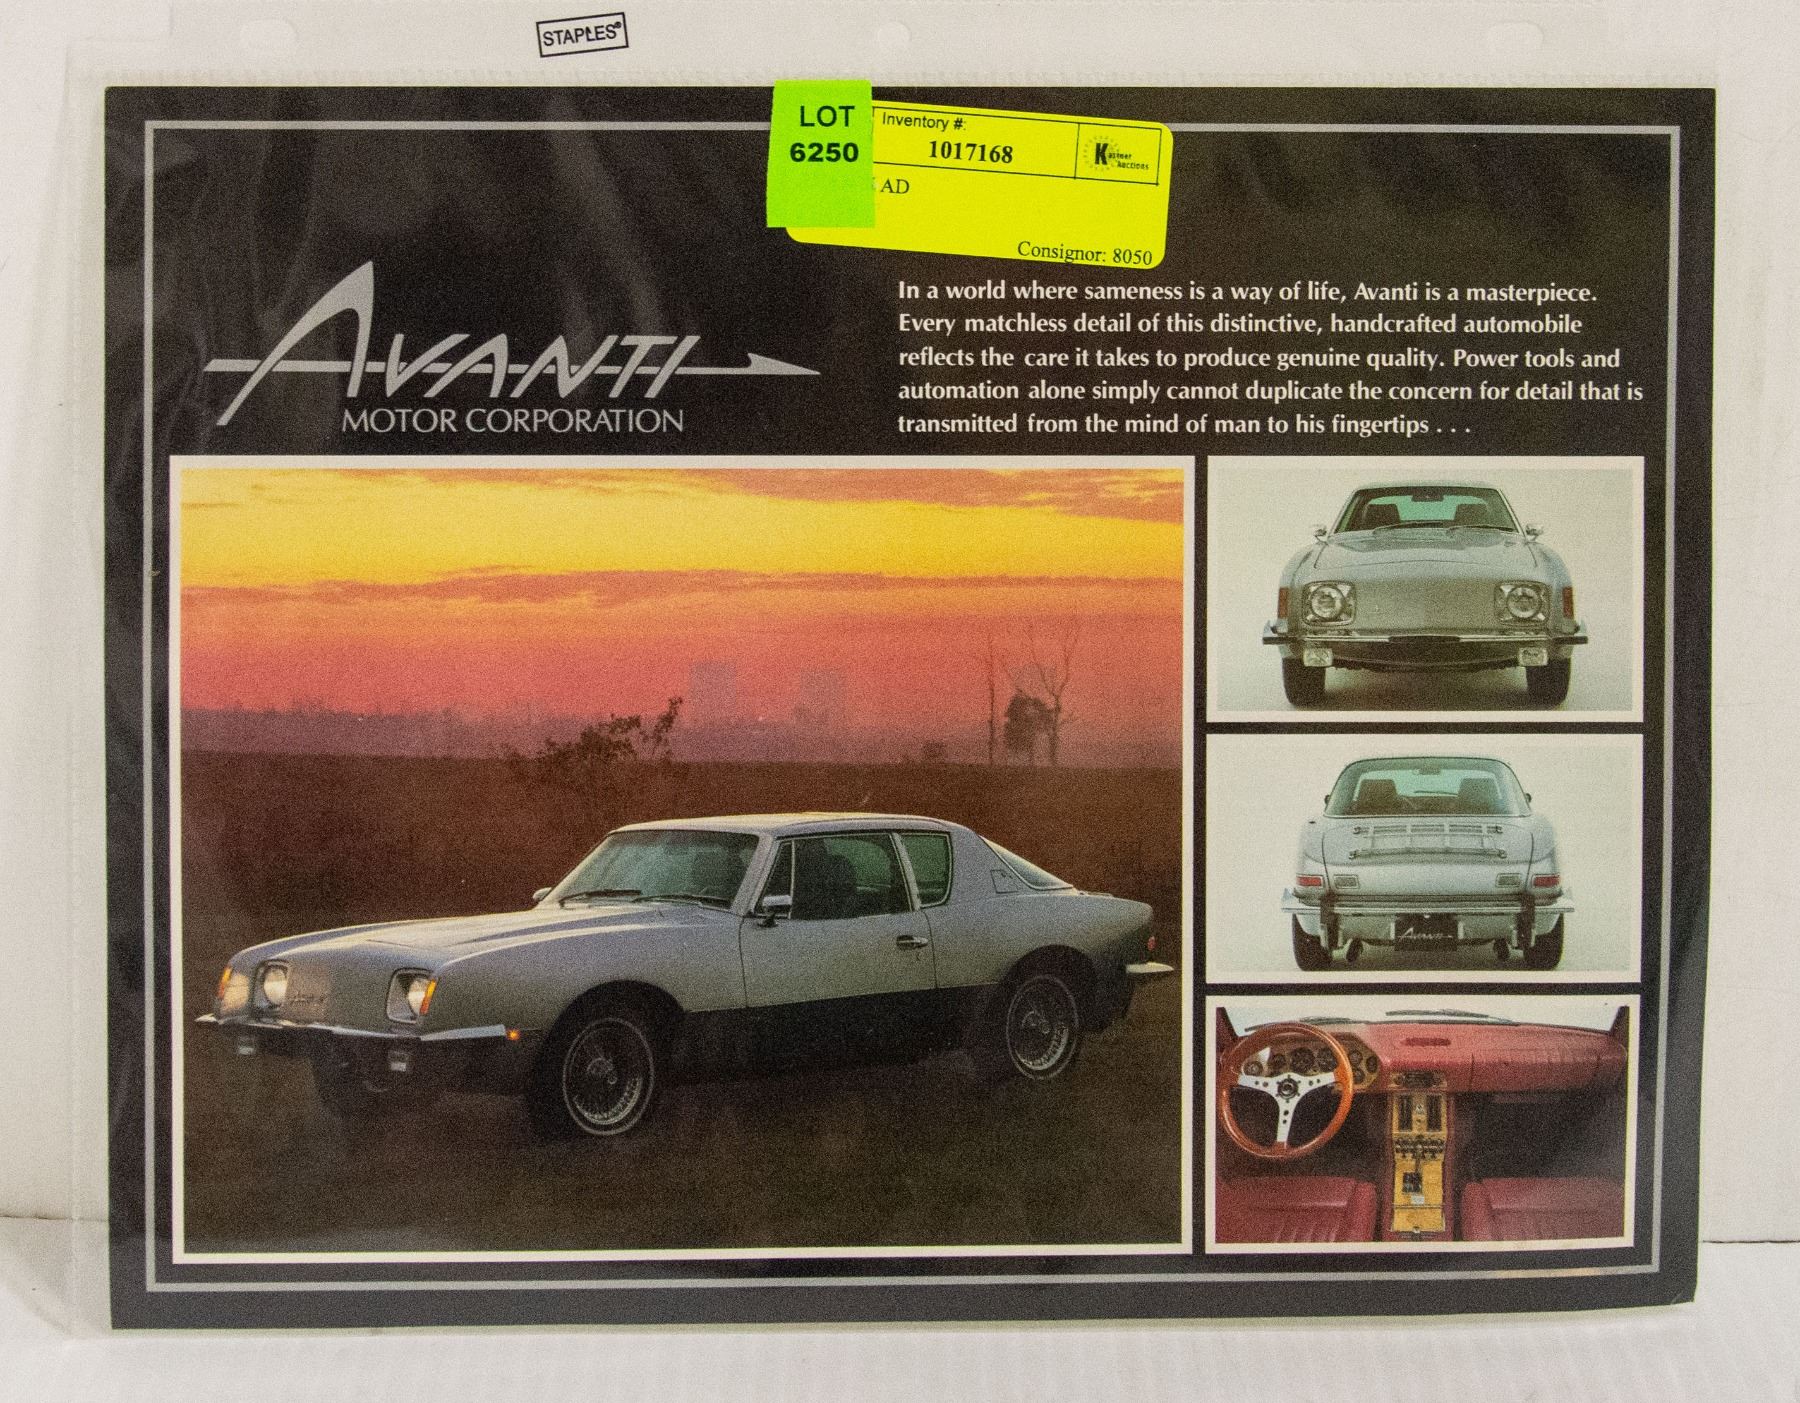 STAPLES®
LOT
6250
Inventory #:
1017168
Kastner
Auctions
AD
Consignor: 8050
AVANTI
MOTOR CORPORATION
In a world where sameness is a way of life, Avanti is a masterpiece.
Every matchless detail of this distinctive, handcrafted automobile
reflects the care it takes to produce genuine quality. Power tools and
automation alone simply cannot duplicate the concern for detail that is
transmitted from the mind of man to his fingertips . . .
Avanti